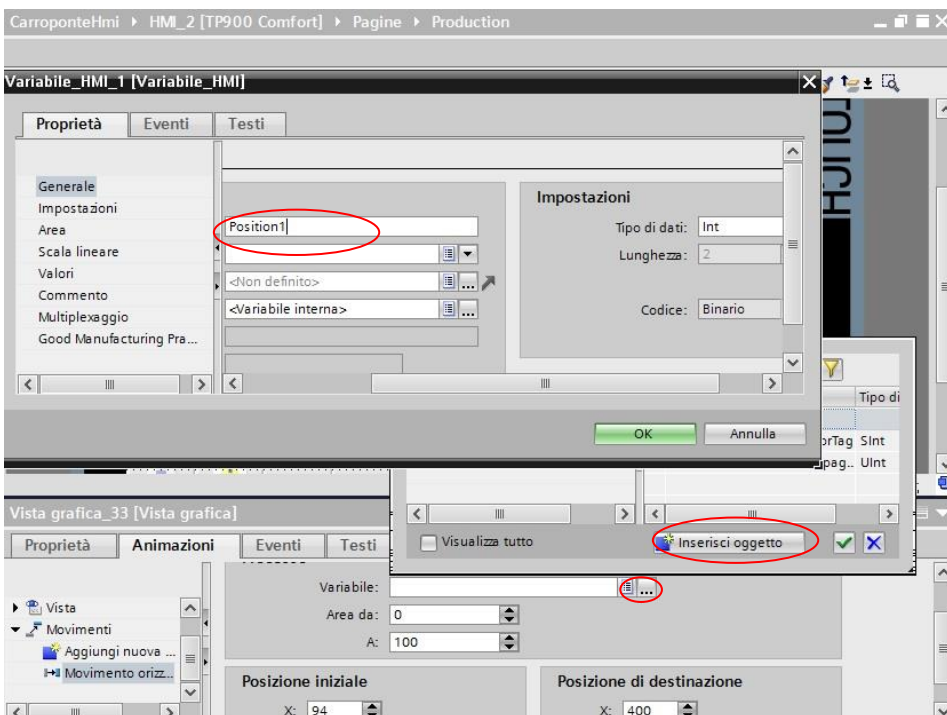 CarroponteHmi ▸ HMI_2 [TP900 Comfort] ▸ Pagine ▸ Production
Variabile_HMI_1 [Variabile_HMI]
Proprietà Eventi Testi
Generale
Impostazioni
Area
Scala lineare
Valori
Commento
Multiplexaggio
Good Manufacturing Pra...
Position1
<Non definito>
<Variabile interna>
Impostazioni
Tipo di dati: Int
Lunghezza: 2
Codice: Binario
OK Annulla
Tipo di
orTag SInt
pag.. UInt
Visualizza tutto
Inserisci oggetto
Vista grafica_33 [Vista grafica]
Proprietà Animazioni Eventi Testi
Variabile:
Area da: 0
A: 100
Vista
Movimenti
Aggiungi nuova ...
Movimento orizz...
Posizione iniziale
X: 94
Posizione di destinazione
X: 400